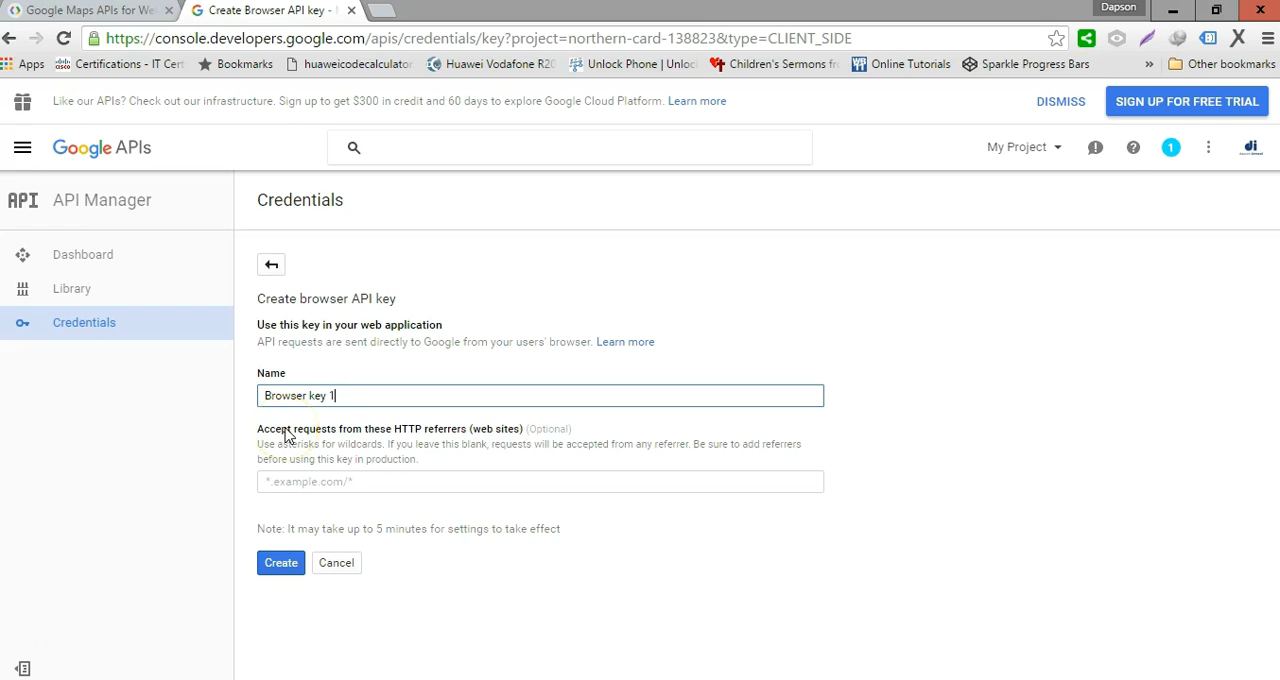 Google Maps APIs for We
Create Browser API key -
Dapson
https://console.developers.google.com/apis/credentials/key?project=northern-card-138823&type=CLIENT_SIDE
Apps
Certifications - IT Cert
Bookmarks
huaweicodecalculator
Huawei Vodafone R20
Unlock Phone | Unloc
Children's Sermons fr
Online Tutorials
Sparkle Progress Bars
»
Other bookmarks
Like our APIs? Check out our infrastructure. Sign up to get $300 in credit and 60 days to explore Google Cloud Platform. Learn more
DISMISS
SIGN UP FOR FREE TRIAL
Google APIs
My Project
1
di
API API Manager
Credentials
Dashboard
Library
Credentials
Create browser API key
Use this key in your web application
API requests are sent directly to Google from your users' browser. Learn more
Name
Browser key 1
Accept requests from these HTTP referrers (web sites) (Optional)
Use asterisks for wildcards. If you leave this blank, requests will be accepted from any referrer. Be sure to add referrers
before using this key in production.
*.example.com/*
Note: It may take up to 5 minutes for settings to take effect
Create
Cancel